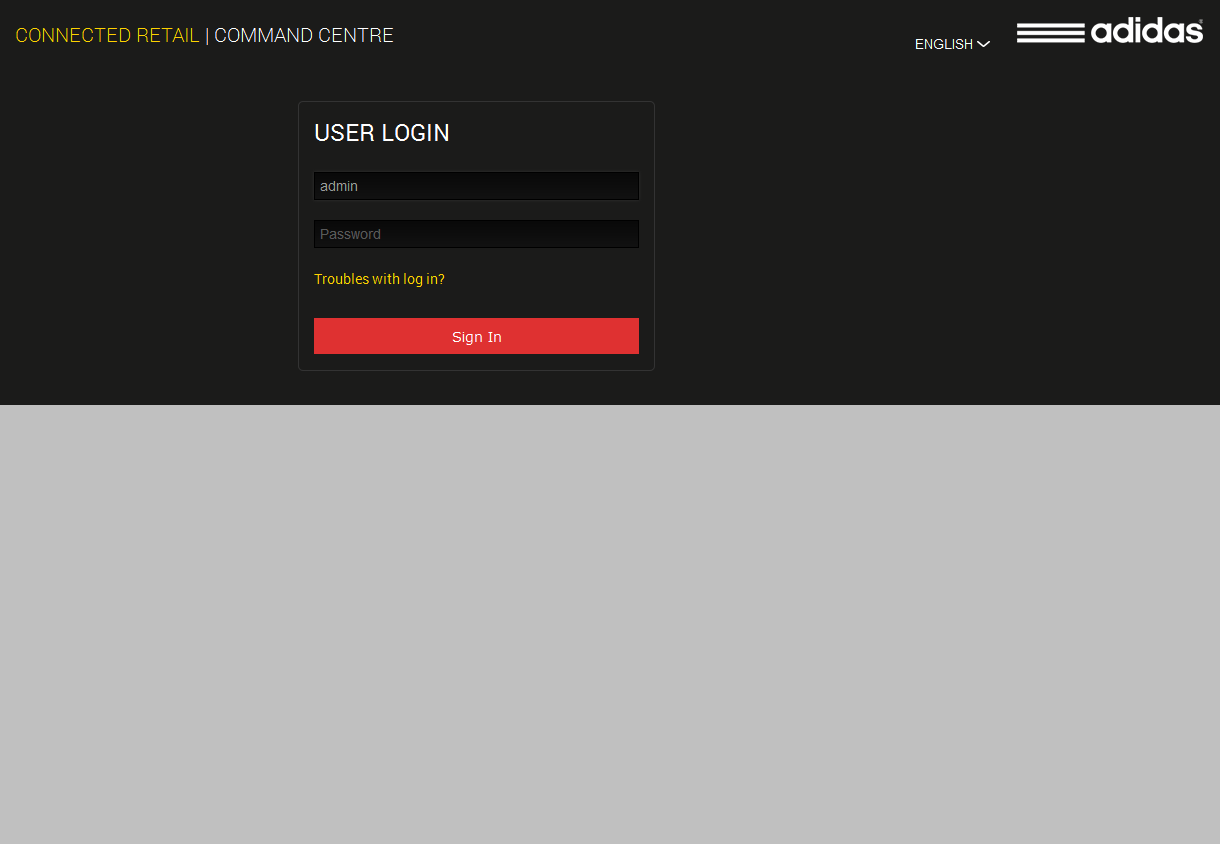 CONNECTED RETAIL | COMMAND CENTRE
ENGLISH
adidas
USER LOGIN
admin
Password
Troubles with log in?
Sign In